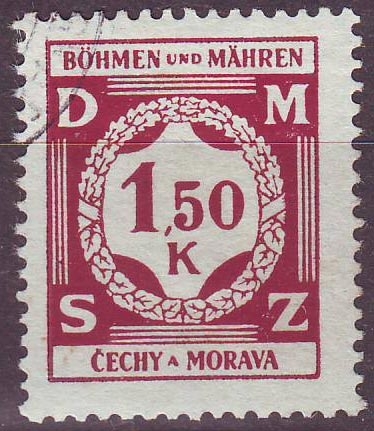 BÖHMEN UND MÄHREN
D M
1,50
K
S Z
ČECHY A MORAVA